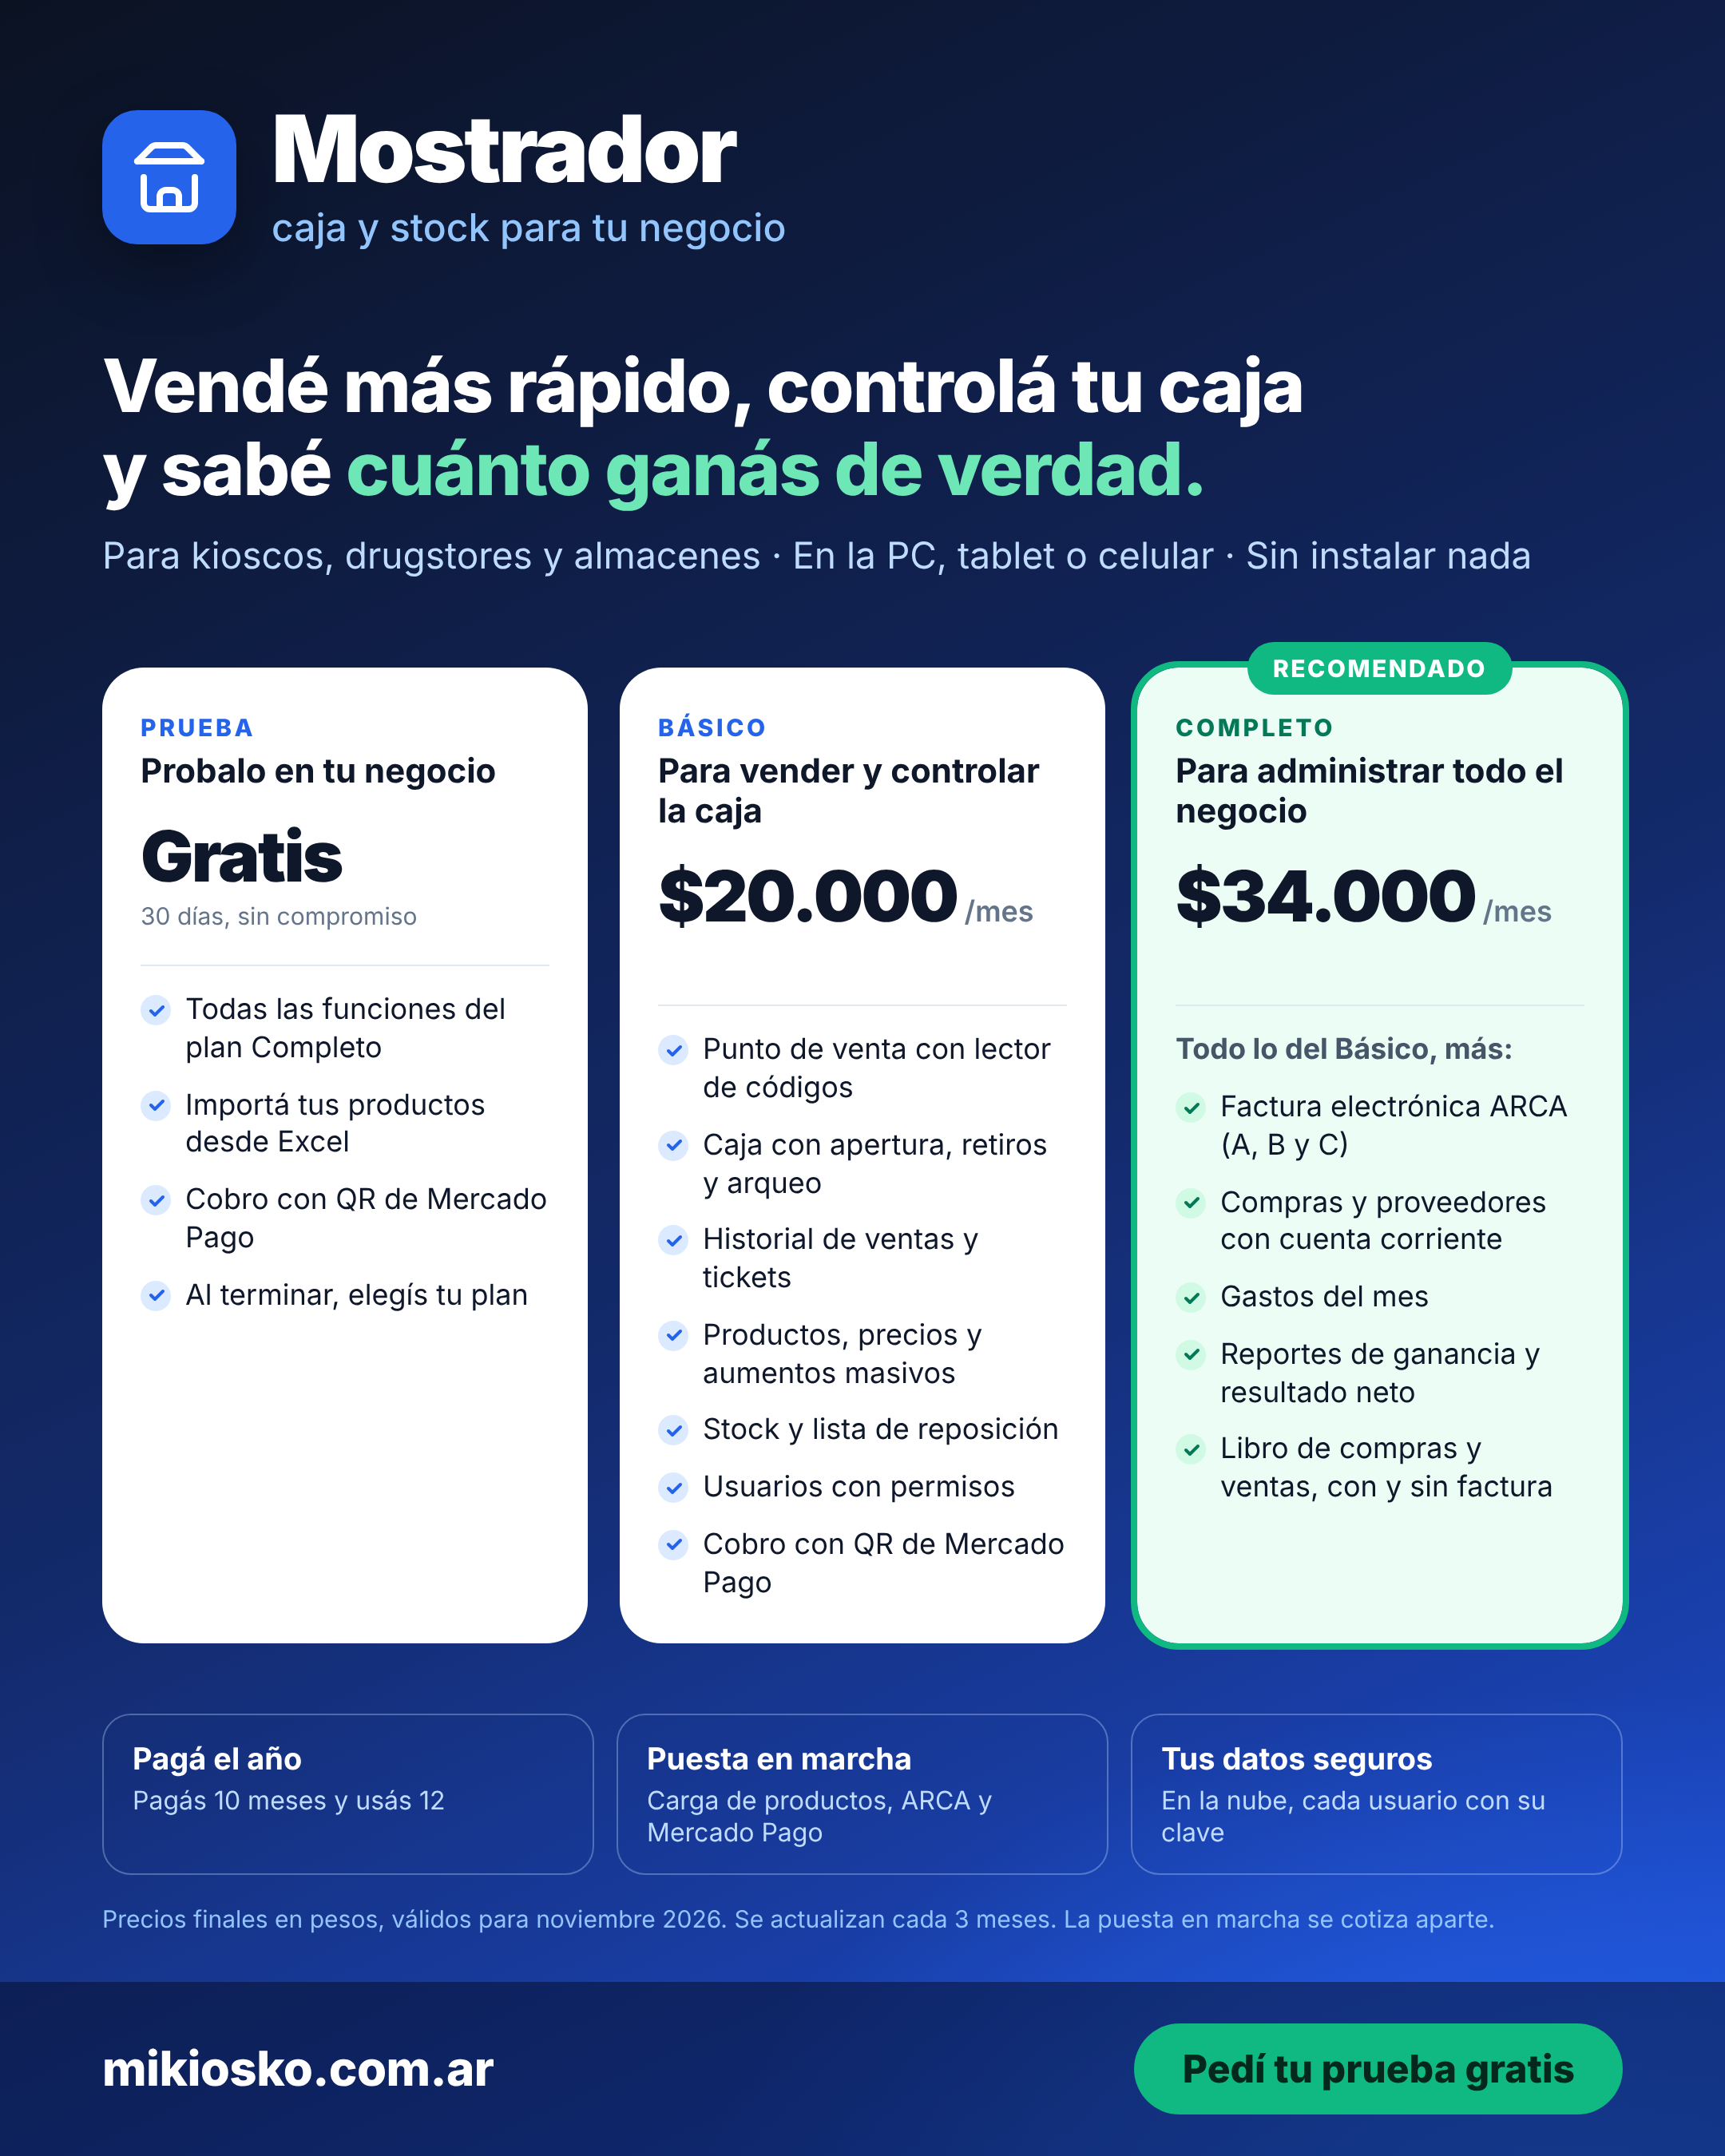 Mostrador
caja y stock para tu negocio
Vendé más rápido, controlá tu caja
y sabé cuánto ganás de verdad.
Para kioscos, drugstores y almacenes · En la PC, tablet o celular · Sin instalar nada
PRUEBA
Probalo en tu negocio
Gratis
30 días, sin compromiso
Todas las funciones del
plan Completo
Importá tus productos
desde Excel
Cobro con QR de Mercado
Pago
Al terminar, elegís tu plan
BÁSICO
Para vender y controlar
la caja
$20.000 /mes
Punto de venta con lector
de códigos
Caja con apertura, retiros
y arqueo
Historial de ventas y
tickets
Productos, precios y
aumentos masivos
Stock y lista de reposición
Usuarios con permisos
Cobro con QR de Mercado
Pago
RECOMENDADO
COMPLETO
Para administrar todo el
negocio
$34.000 /mes
Todo lo del Básico, más:
Factura electrónica ARCA
(A, B y C)
Compras y proveedores
con cuenta corriente
Gastos del mes
Reportes de ganancia y
resultado neto
Libro de compras y
ventas, con y sin factura
Pagá el año
Pagás 10 meses y usás 12
Puesta en marcha
Carga de productos, ARCA y
Mercado Pago
Tus datos seguros
En la nube, cada usuario con su
clave
Precios finales en pesos, válidos para noviembre 2026. Se actualizan cada 3 meses. La puesta en marcha se cotiza aparte.
mikiosko.com.ar
Pedí tu prueba gratis